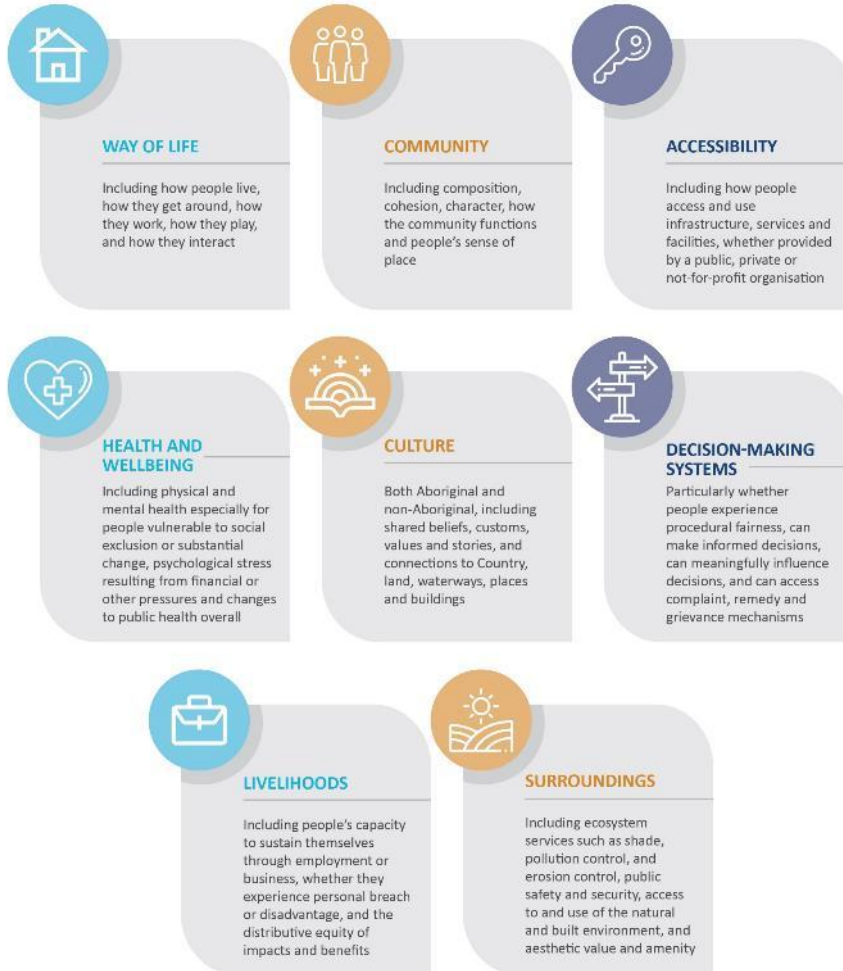 WAY OF LIFE
Including how people live,
how they get around, how
they work, how they play,
and how they interact
COMMUNITY
Including composition,
cohesion, character, how
the community functions
and people's sense of
place
ACCESSIBILITY
Including how people
access and use
infrastructure, services and
facilities, whether provided
by a public, private or
not-for-profit organisation
HEALTH AND
WELLBEING
Including physical and
mental health especially for
people vulnerable to social
exclusion or substantial
change, psychological stress
resulting from financial or
other pressures and changes
to public health overall
CULTURE
Both Aboriginal and
non-Aboriginal, including
shared beliefs, customs,
values and stories, and
connections to Country,
land, waterways, places
and buildings
DECISION-MAKING
SYSTEMS
Particularly whether
people experience
procedural fairness, can
make informed decisions,
can meaningfully influence
decisions, and can access
complaint, remedy and
grievance mechanisms
LIVELIHOODS
Including people's capacity
to sustain themselves
through employment or
business, whether they
experience personal breach
or disadvantage, and the
distributive equity of
impacts and benefits
SURROUNDINGS
Including ecosystem
services such as shade,
pollution control, and
erosion control, public
safety and security, access
to and use of the natural
and built environment, and
aesthetic value and amenity